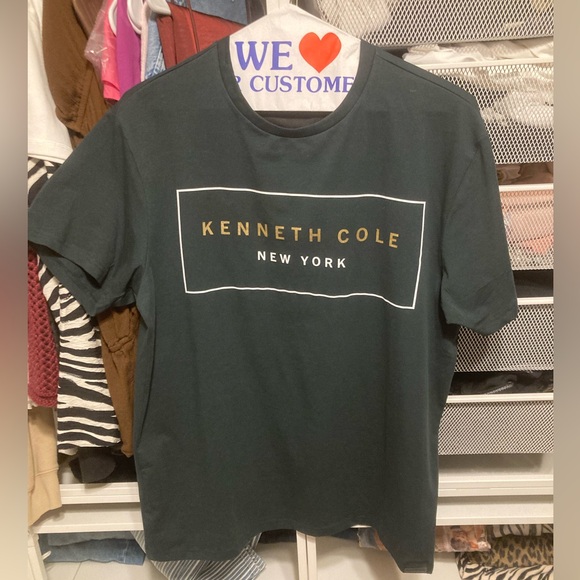 WE ❤
R CUSTOME
KENNETH COLE
NEW YORK